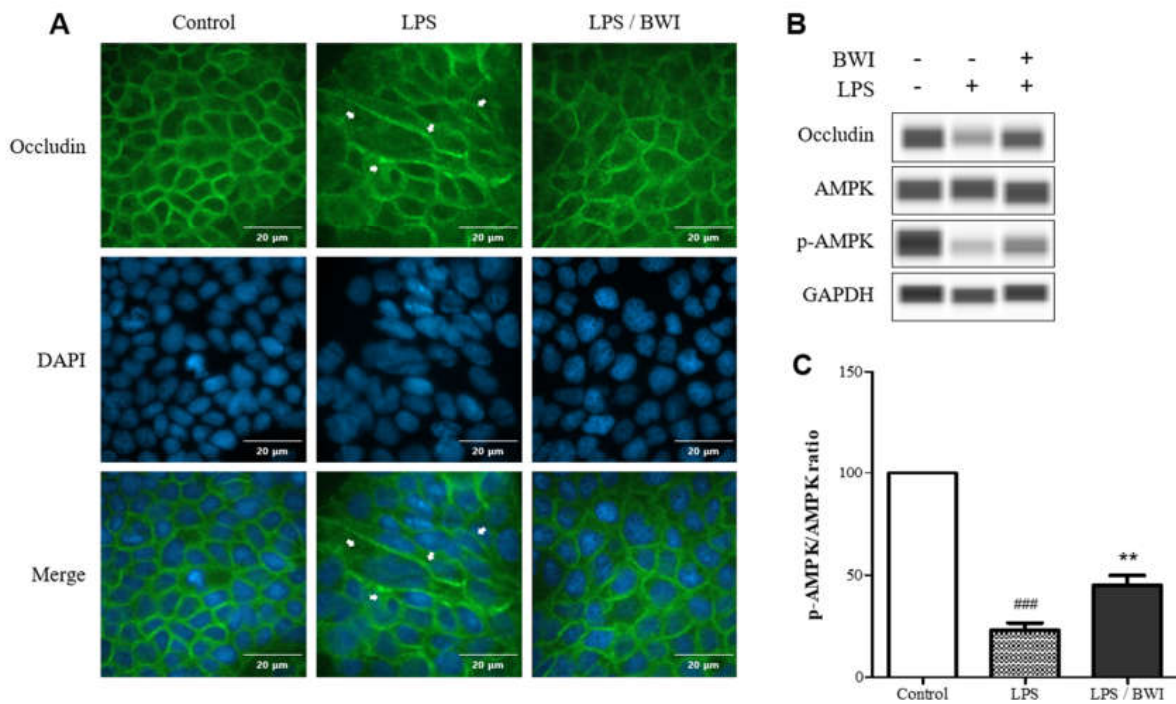 A
Control LPS LPS / BWI
Occludin
20 µm 20 µm 20 µm
DAPI
20 µm 20 µm 20 µm
Merge
20 µm 20 µm 20 µm
B
BWI - - +
LPS - + +
Occludin
AMPK
p-AMPK
GAPDH
C
p-AMPK/AMPK ratio
150
100
50
0
###
**
Control LPS LPS / BWI